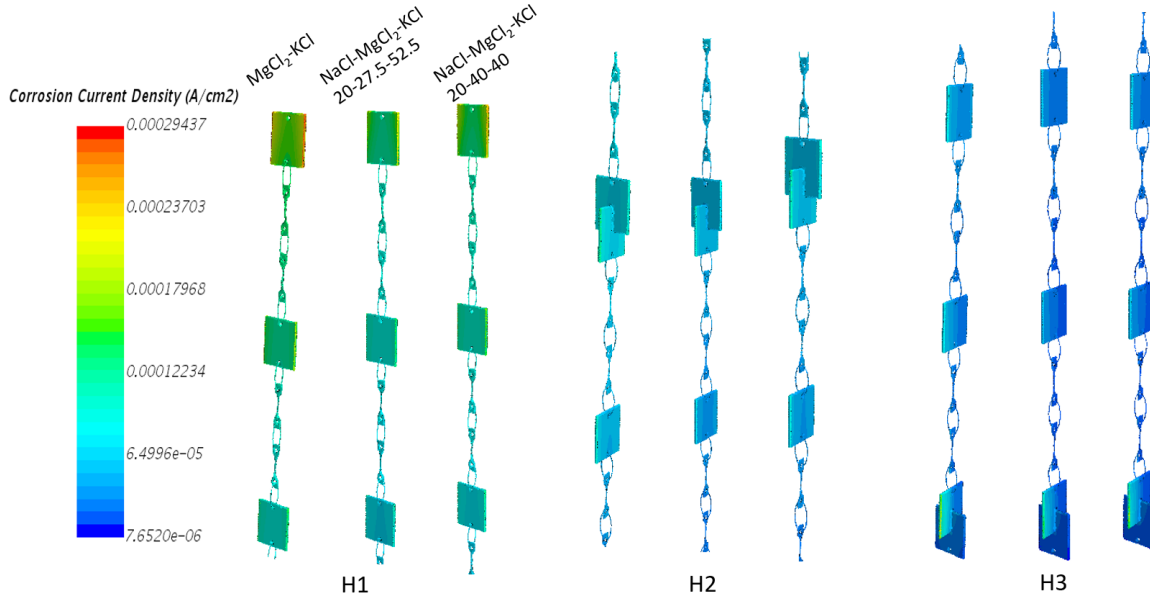 MgCl₂-KCl
NaCl-MgCl₂-KCl
20-27.5-52.5
NaCl-MgCl₂-KCl
20-40-40
Corrosion Current Density (A/cm2)
0.00029437
0.00023703
0.00017968
0.00012234
6.4996e-05
7.6520e-06
H1
H2
H3